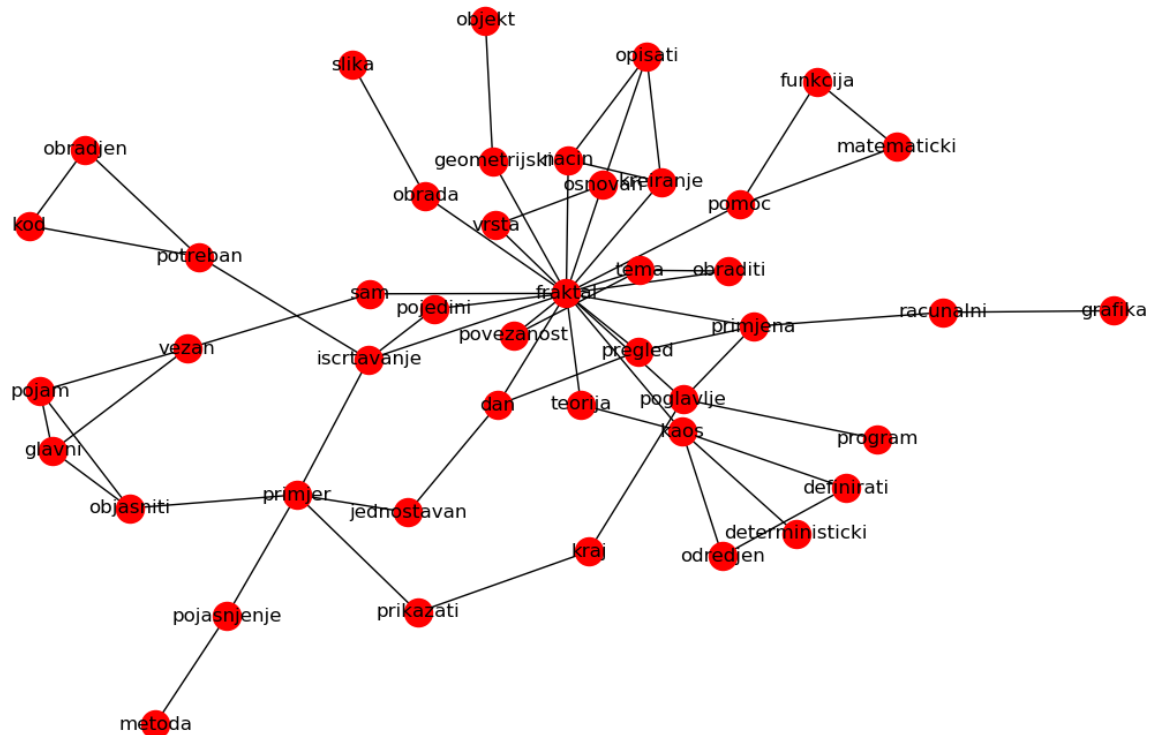 objekt
opisati
slika
funkcija
matematicki
obradjen
geometrijski
nacin
osnovan
kreiranje
obrada
pomoc
kod
vrsta
potreban
tema
obraditi
sam
fraktal
pojedini
povezanost
primjena
racunalni
grafika
vezan
iscrtavanje
pregled
pojam
dan
teorija
poglavlje
kaos
program
glavni
definirati
primjer
objasniti
jednostavan
deterministicki
kraj
odredjen
pojasnjenje
prikazati
metoda